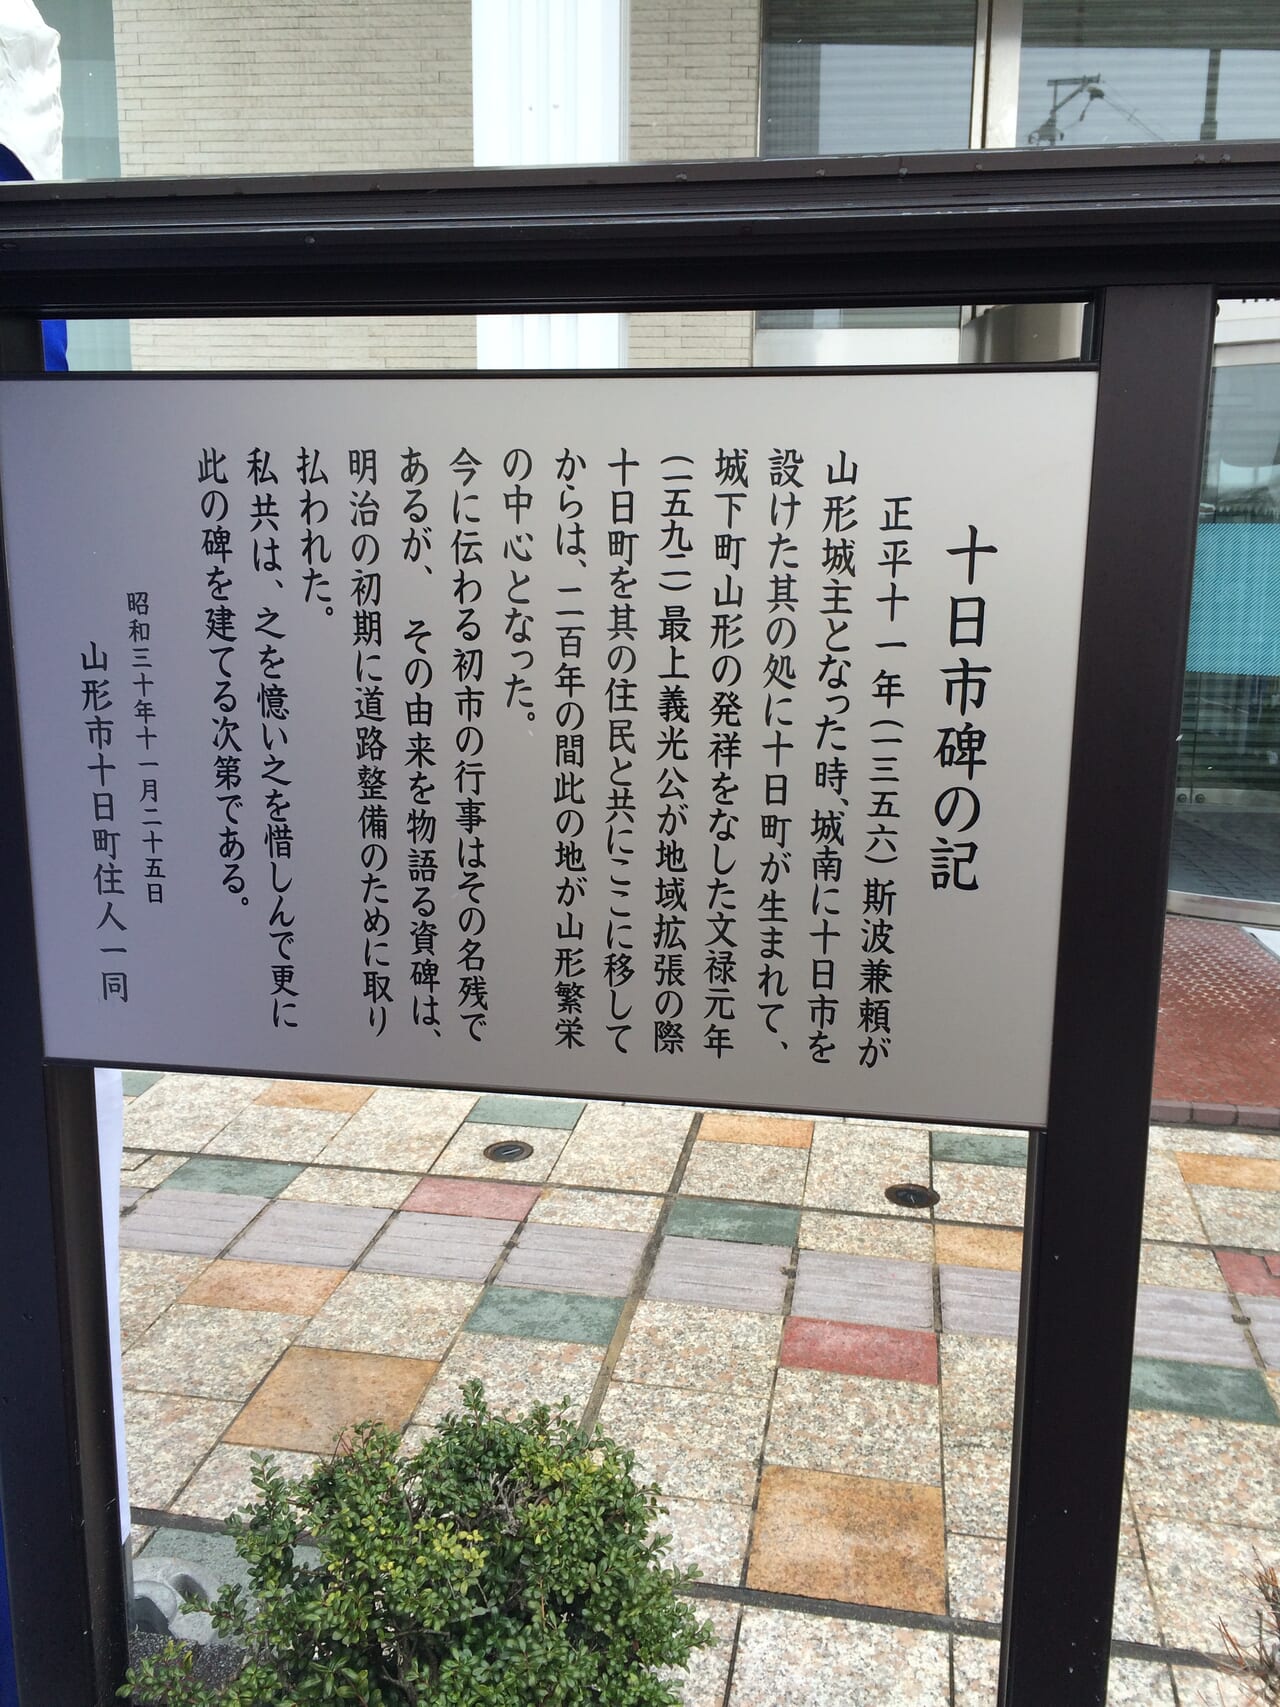 十日市碑の記
正平十一年(一三五六)斯波兼頼が
山形城主となった時、城南に十日市を
設けた其の処に十日町が生まれて、
城下町山形の発祥をなした文禄元年
(一五九二)最上義光公が地域拡張の際
十日町を其の住民と共にここに移して
からは、二百年の間此の地が山形繁栄
の中心となった。
今に伝わる初市の行事はその名残で
あるが、その由来を物語る資碑は、
明治の初期に道路整備のために取り
払われた。
私共は、之を憶い之を惜しんで更に
此の碑を建てる次第である。
昭和三十年十一月二十五日
山形市十日町住人一同